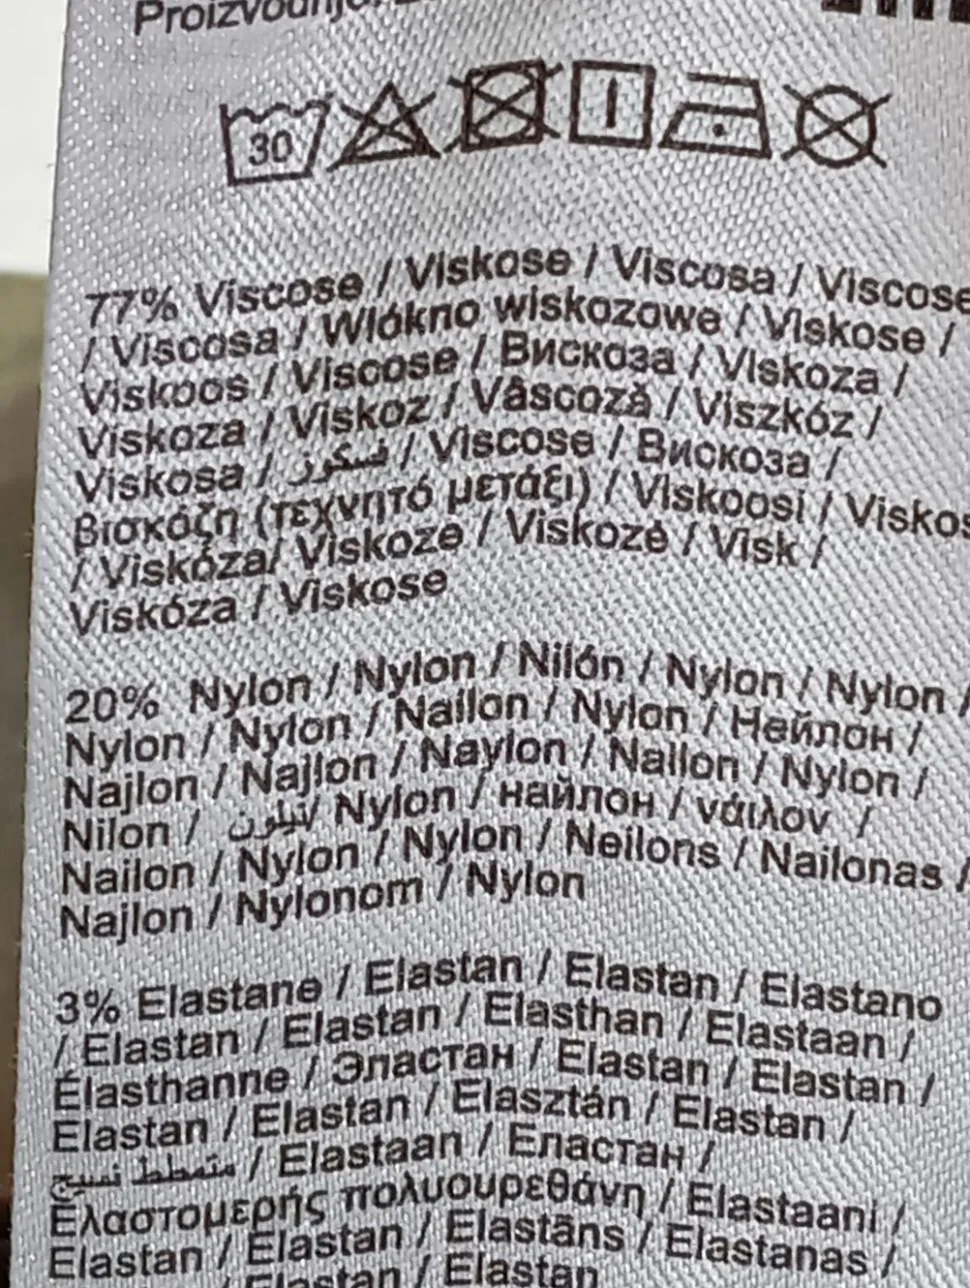 30
77% Viscose / Viskose / Viscosa / Viscose
/ Viscosa / Włókno wiskozowe / Viskose /
Viskoos / Viscose / Вискоза / Viskoza /
Viskoza / Viskoz / Vâscoză / Viszkóz /
Viskosa / فسكوز / Viscose / Вискоза /
βισκόζη (τεχνητό μετάξι) / Viskoosi / Viskos
/ Viskóza/ Viskoze / Viskozė / Visk /
Viskóza / Viskose
20% Nylon / Nylon / Nilón / Nylon / Nylon /
Nylon / Nylon / Nailon / Nylon / Нейлон /
Najlon / Najlon / Naylon / Nailon / Nylon /
Nilon / نيلون/ Nylon / найлон / νάιλον /
Nailon / Nylon / Nylon / Neilons / Nailonas /
Najlon / Nylonom / Nylon
3% Elastane / Elastan / Elastan / Elastano
/ Elastan / Elastan / Elasthan / Elastaan /
Élasthanne / Эластан / Elastan / Elastan /
Elastan / Elastan / Elasztán / Elastan /
متمطط نسيج / Elastaan / Еластан /
Ελαστομερής πολυουρεθάνη / Elastaani /
Elastan / Elastan / Elastāns / Elastanas /
/ Elastan / Elastan